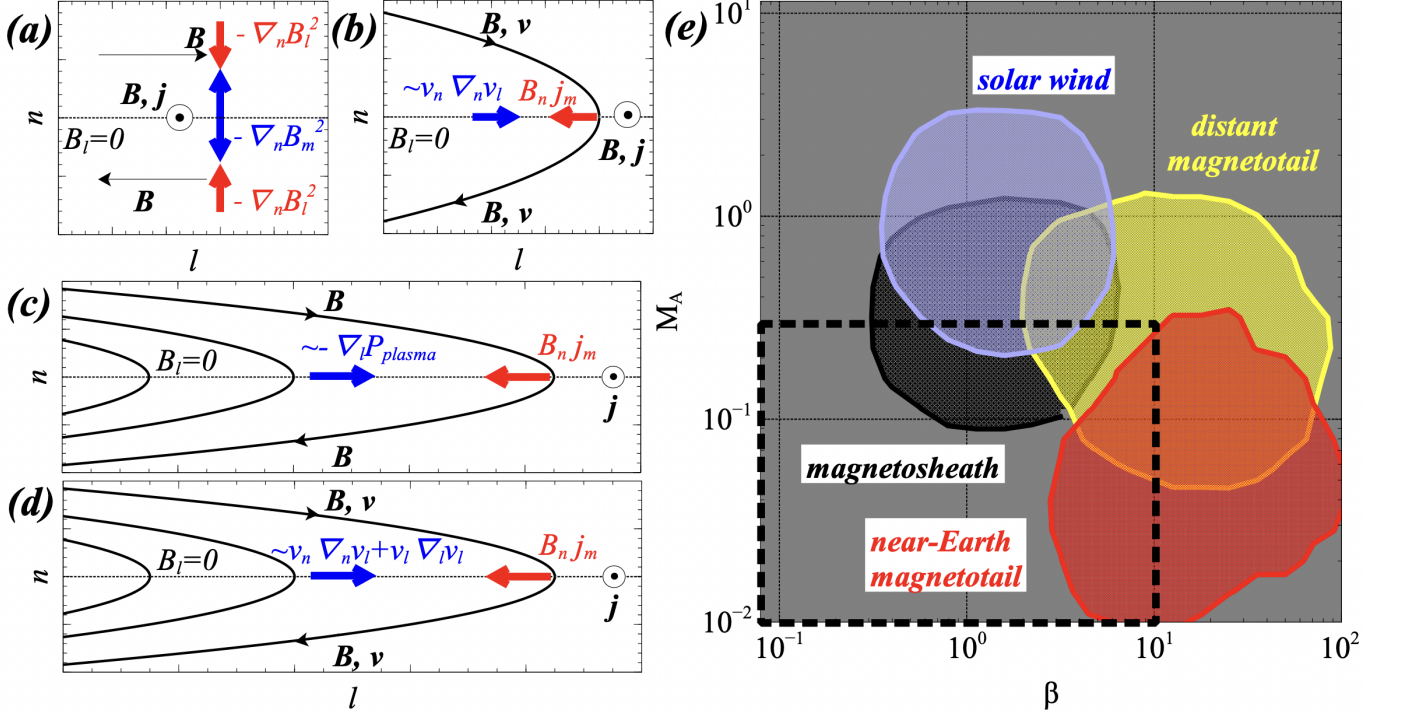 (a)
B
- ∇ₙBₗ²
B, j
Bₗ=0
- ∇ₙBₘ²
B
- ∇ₙBₗ²
n
l
(b)
B, v
~vₙ ∇ₙvₗ
Bₙ jₘ
Bₗ=0
B, j
B, v
n
l
(c)
B
Bₗ=0
~- ∇ₗPₚₗₐₛₘₐ
Bₙ jₘ
j
B
n
(d)
B, v
Bₗ=0
~vₙ ∇ₙvₗ+vₗ ∇ₗvₗ
Bₙ jₘ
j
B, v
n
l
(e)
10¹
10⁰
10⁻¹
10⁻²
M_A
solar wind
distant
magnetotail
magnetosheath
near-Earth
magnetotail
10⁻¹
10⁰
10¹
10²
β